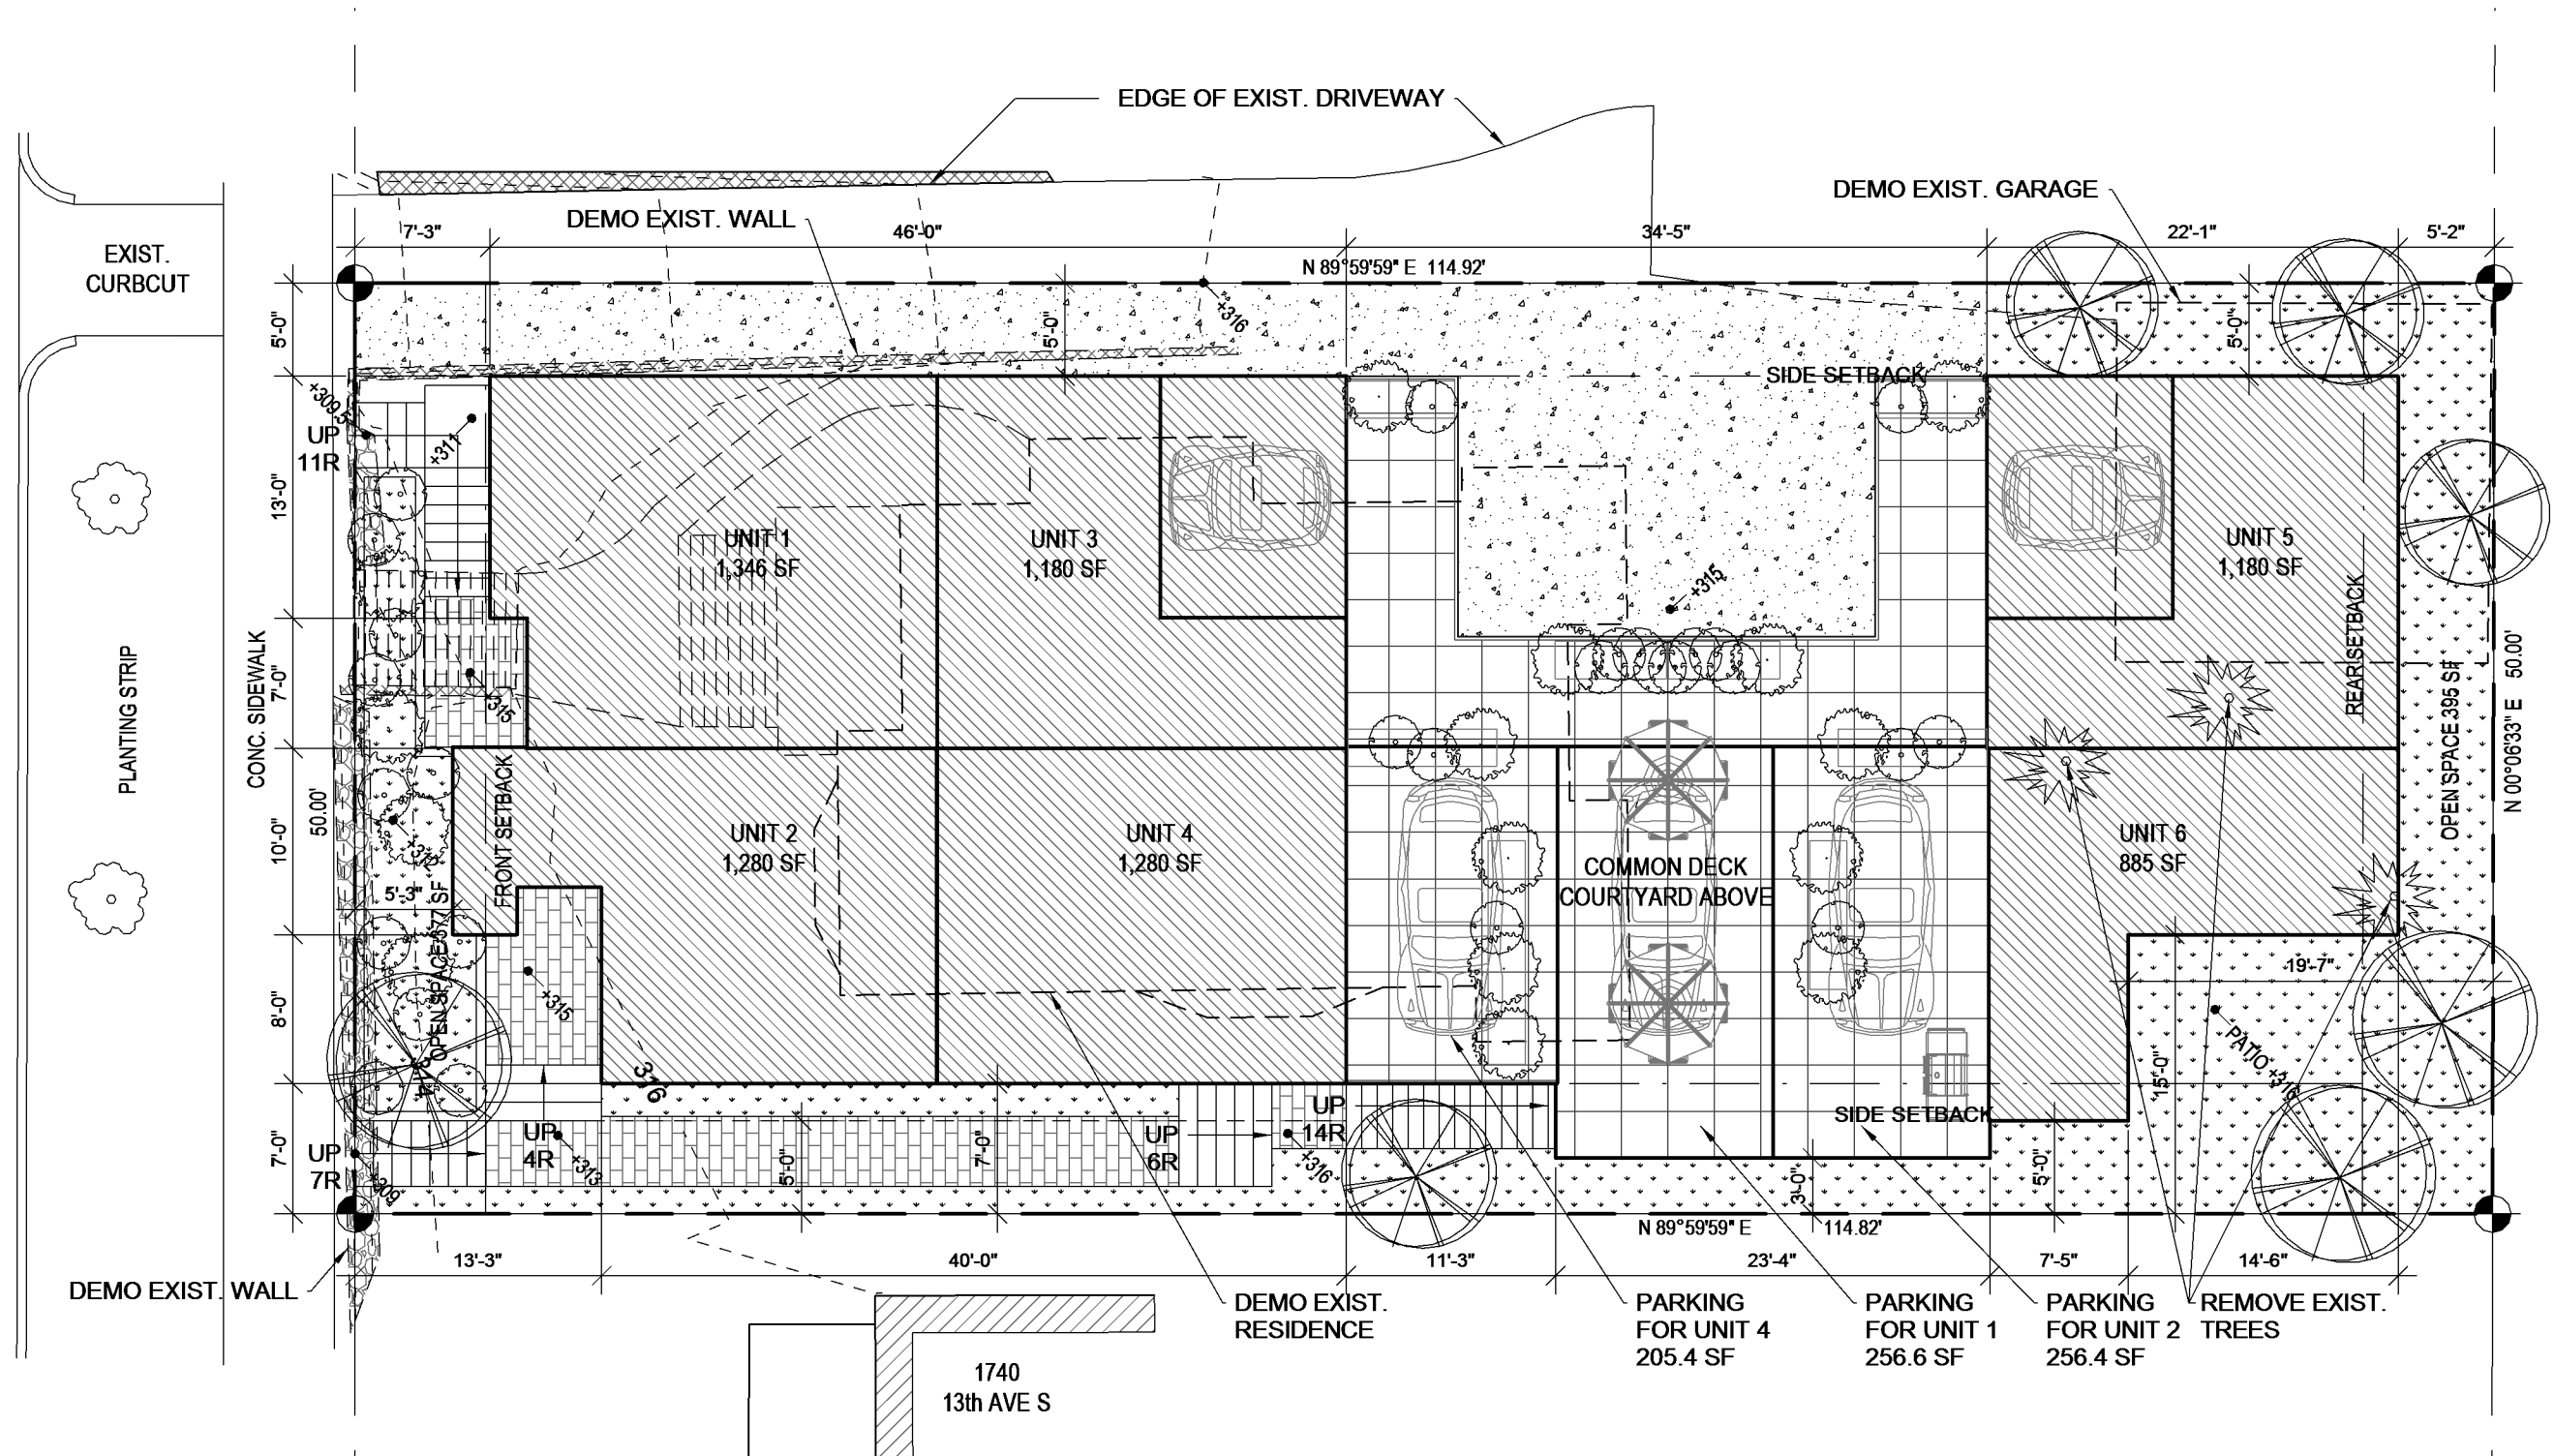 EDGE OF EXIST. DRIVEWAY
DEMO EXIST. GARAGE
DEMO EXIST. WALL
7'-3"
46'-0"
34'-5"
22'-1"
5'-2"
EXIST.
CURBCUT
N 89°59'59" E 114.92'
5'-0"
5'-0"
5'-0"
+316
SIDE SETBACK
+309.5
UP
11R
+311
13'-0"
UNIT 1
1,346 SF
UNIT 3
1,180 SF
UNIT 5
1,180 SF
+315
REAR SETBACK
PLANTING STRIP
CONC. SIDEWALK
7'-0"
+315
OPEN SPACE 395 SF
N 00°06'33" E 50.00'
50.00'
10'-0"
FRONT SETBACK
UNIT 2
1,280 SF
UNIT 4
1,280 SF
COMMON DECK
COURTYARD ABOVE
UNIT 6
885 SF
5'-3"
OPEN SPACE 377 SF
+315
8'-0"
19'-7"
PATIO +316
15'-0"
314
316
SIDE SETBACK
UP
7R
+309
UP
4R
+313
5'-0"
7'-0"
UP
6R
UP
14R
+316
7'-0"
3'-0"
5'-0"
N 89°59'59" E 114.82'
13'-3"
40'-0"
11'-3"
23'-4"
7'-5"
14'-6"
DEMO EXIST. WALL
DEMO EXIST.
RESIDENCE
PARKING
FOR UNIT 4
205.4 SF
PARKING
FOR UNIT 1
256.6 SF
PARKING
FOR UNIT 2
256.4 SF
REMOVE EXIST.
TREES
1740
13th AVE S